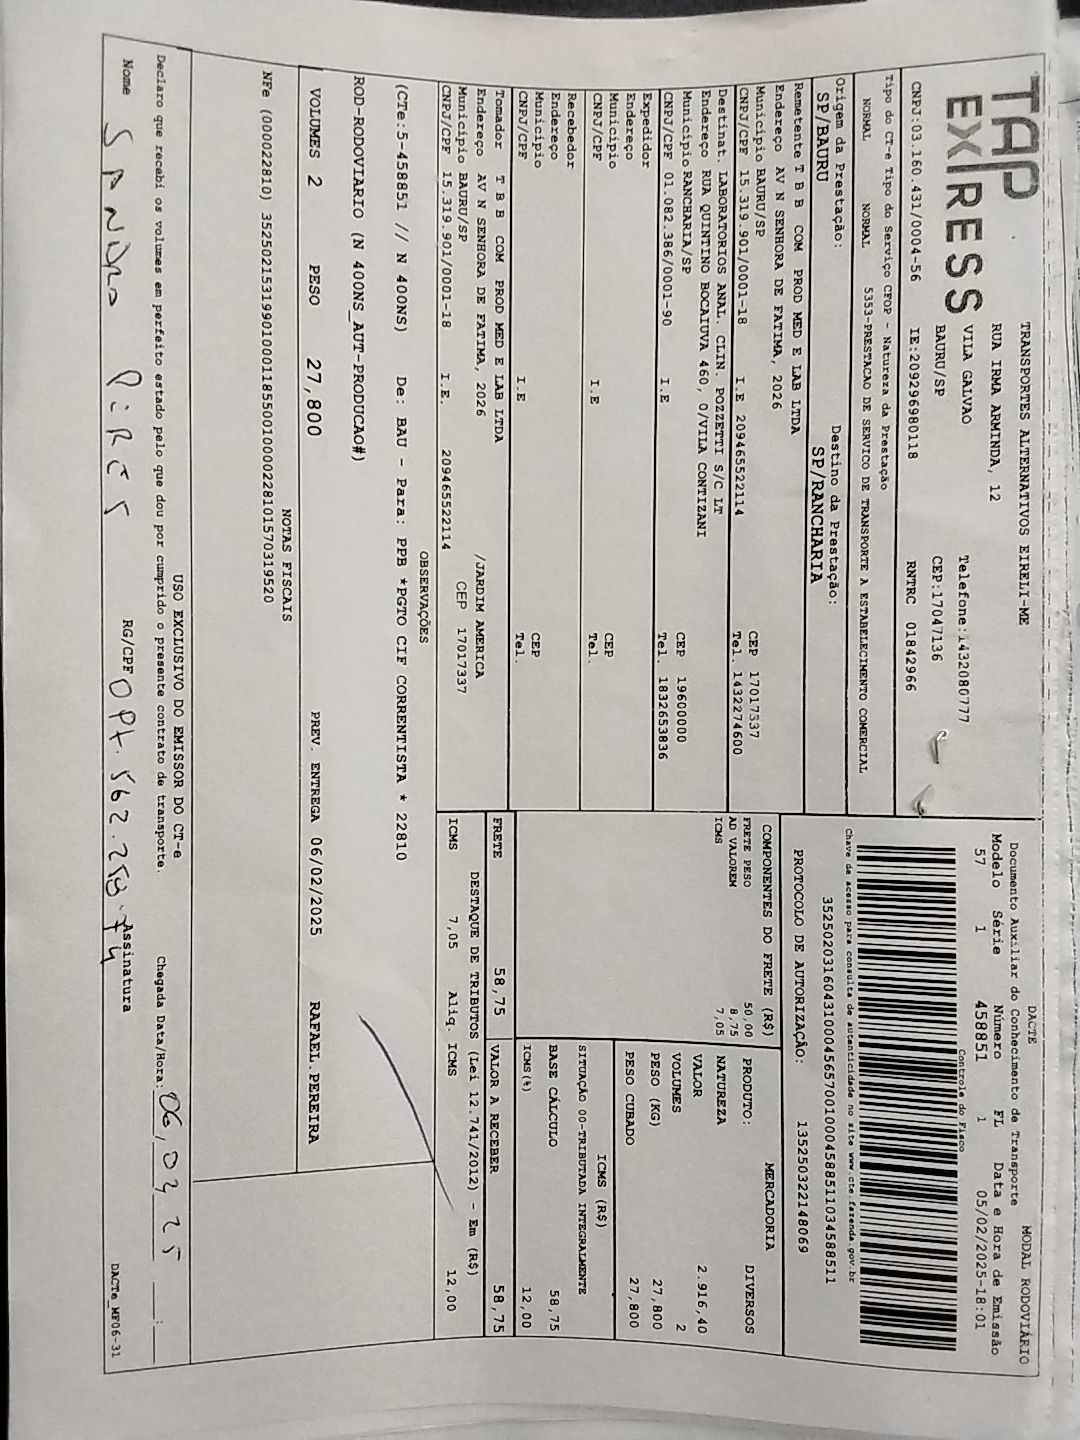 TAP
EXPRESS
TRANSPORTES ALTERNATIVOS EIRELI-ME
RUA IRMA ARMINDA, 12
VILA GALVAO Telefone:1432080777
BAURU/SP CEP:17047136
CNPJ:03.160.431/0004-56 IE:209296980118 RNTRC 01842966
DACTE MODAL RODOVIÁRIO
Documento Auxiliar do Conhecimento de Transporte
Modelo Série Número FL Data e Hora de Emissão
57 1 458851 1 05/02/2025-18:01
Controle do Fisco
Tipo do CT-e Tipo do Serviço CFOP - Natureza da Prestação
NORMAL NORMAL 5353-PRESTACAO DE SERVICO DE TRANSPORTE A ESTABELECIMENTO COMERCIAL
Chave de acesso para consulta de autenticidade no site www.cte.fazenda.gov.br
Origem da Prestação: Destino da Prestação:
SP/BAURU SP/RANCHARIA
PROTOCOLO DE AUTORIZAÇÃO: 135250322148069
Remetente T B B COM PROD MED E LAB LTDA
Endereço AV N SENHORA DE FATIMA, 2026
Município BAURU/SP CEP 17017337
CNPJ/CPF 15.319.901/0001-18 I.E 209465522114 Tel. 1432274600
Destinat. LABORATORIOS ANAL. CLIN. POZZETTI S/C LT
Endereço RUA QUINTINO BOCAIUVA 460, 0/VILA CONTIZANI
Município RANCHARIA/SP CEP 19600000
CNPJ/CPF 01.082.386/0001-90 I.E Tel. 1832653836
Expedidor
Endereço
Município CEP
CNPJ/CPF I.E Tel.
Recebedor
Endereço
Município CEP
CNPJ/CPF I.E Tel.
Tomador T B B COM PROD MED E LAB LTDA
Endereço AV N SENHORA DE FATIMA, 2026 /JARDIM AMERICA
Município BAURU/SP CEP 17017337
CNPJ/CPF 15.319.901/0001-18 I.E. 209465522114
COMPONENTES DO FRETE (R$)
FRETE PESO 50,00
AD VALOREM 8,75
ICMS 7,05
MERCADORIA
PRODUTO: DIVERSOS
NATUREZA
VALOR 2.916,40
VOLUMES 2
PESO (KG) 27,800
PESO CUBADO 27,800
ICMS (R$)
SITUAÇÃO 00-TRIBUTADA INTEGRALMENTE
BASE CÁLCULO 58,75
ICMS(%) 12,00
FRETE 58,75 VALOR A RECEBER 58,75
DESTAQUE DE TRIBUTOS (Lei 12.741/2012) - Em (R$)
ICMS 7,05 Aliq. ICMS 12,00
OBSERVAÇÕES
(CTe:5-458851 // N 400NS) De: BAU - Para: PPB *PGTO CIF CORRENTISTA * 22810
ROD-RODOVIARIO (N 400NS_AUT-PRODUCAO#)
VOLUMES 2 PESO 27,800 PREV. ENTREGA 06/02/2025 RAFAEL.PEREIRA
NOTAS FISCAIS
NFe (000022810) 35250215319901000118550010000228101570319520
USO EXCLUSIVO DO EMISSOR DO CT-e
Declaro que recebi os volumes em perfeito estado pelo que dou por cumprido o presente contrato de transporte. Chegada Data/Hora: 06/02/25 :
Nome SANDRO PIRES RG/CPF Assinatura
DACTe_MF06-31